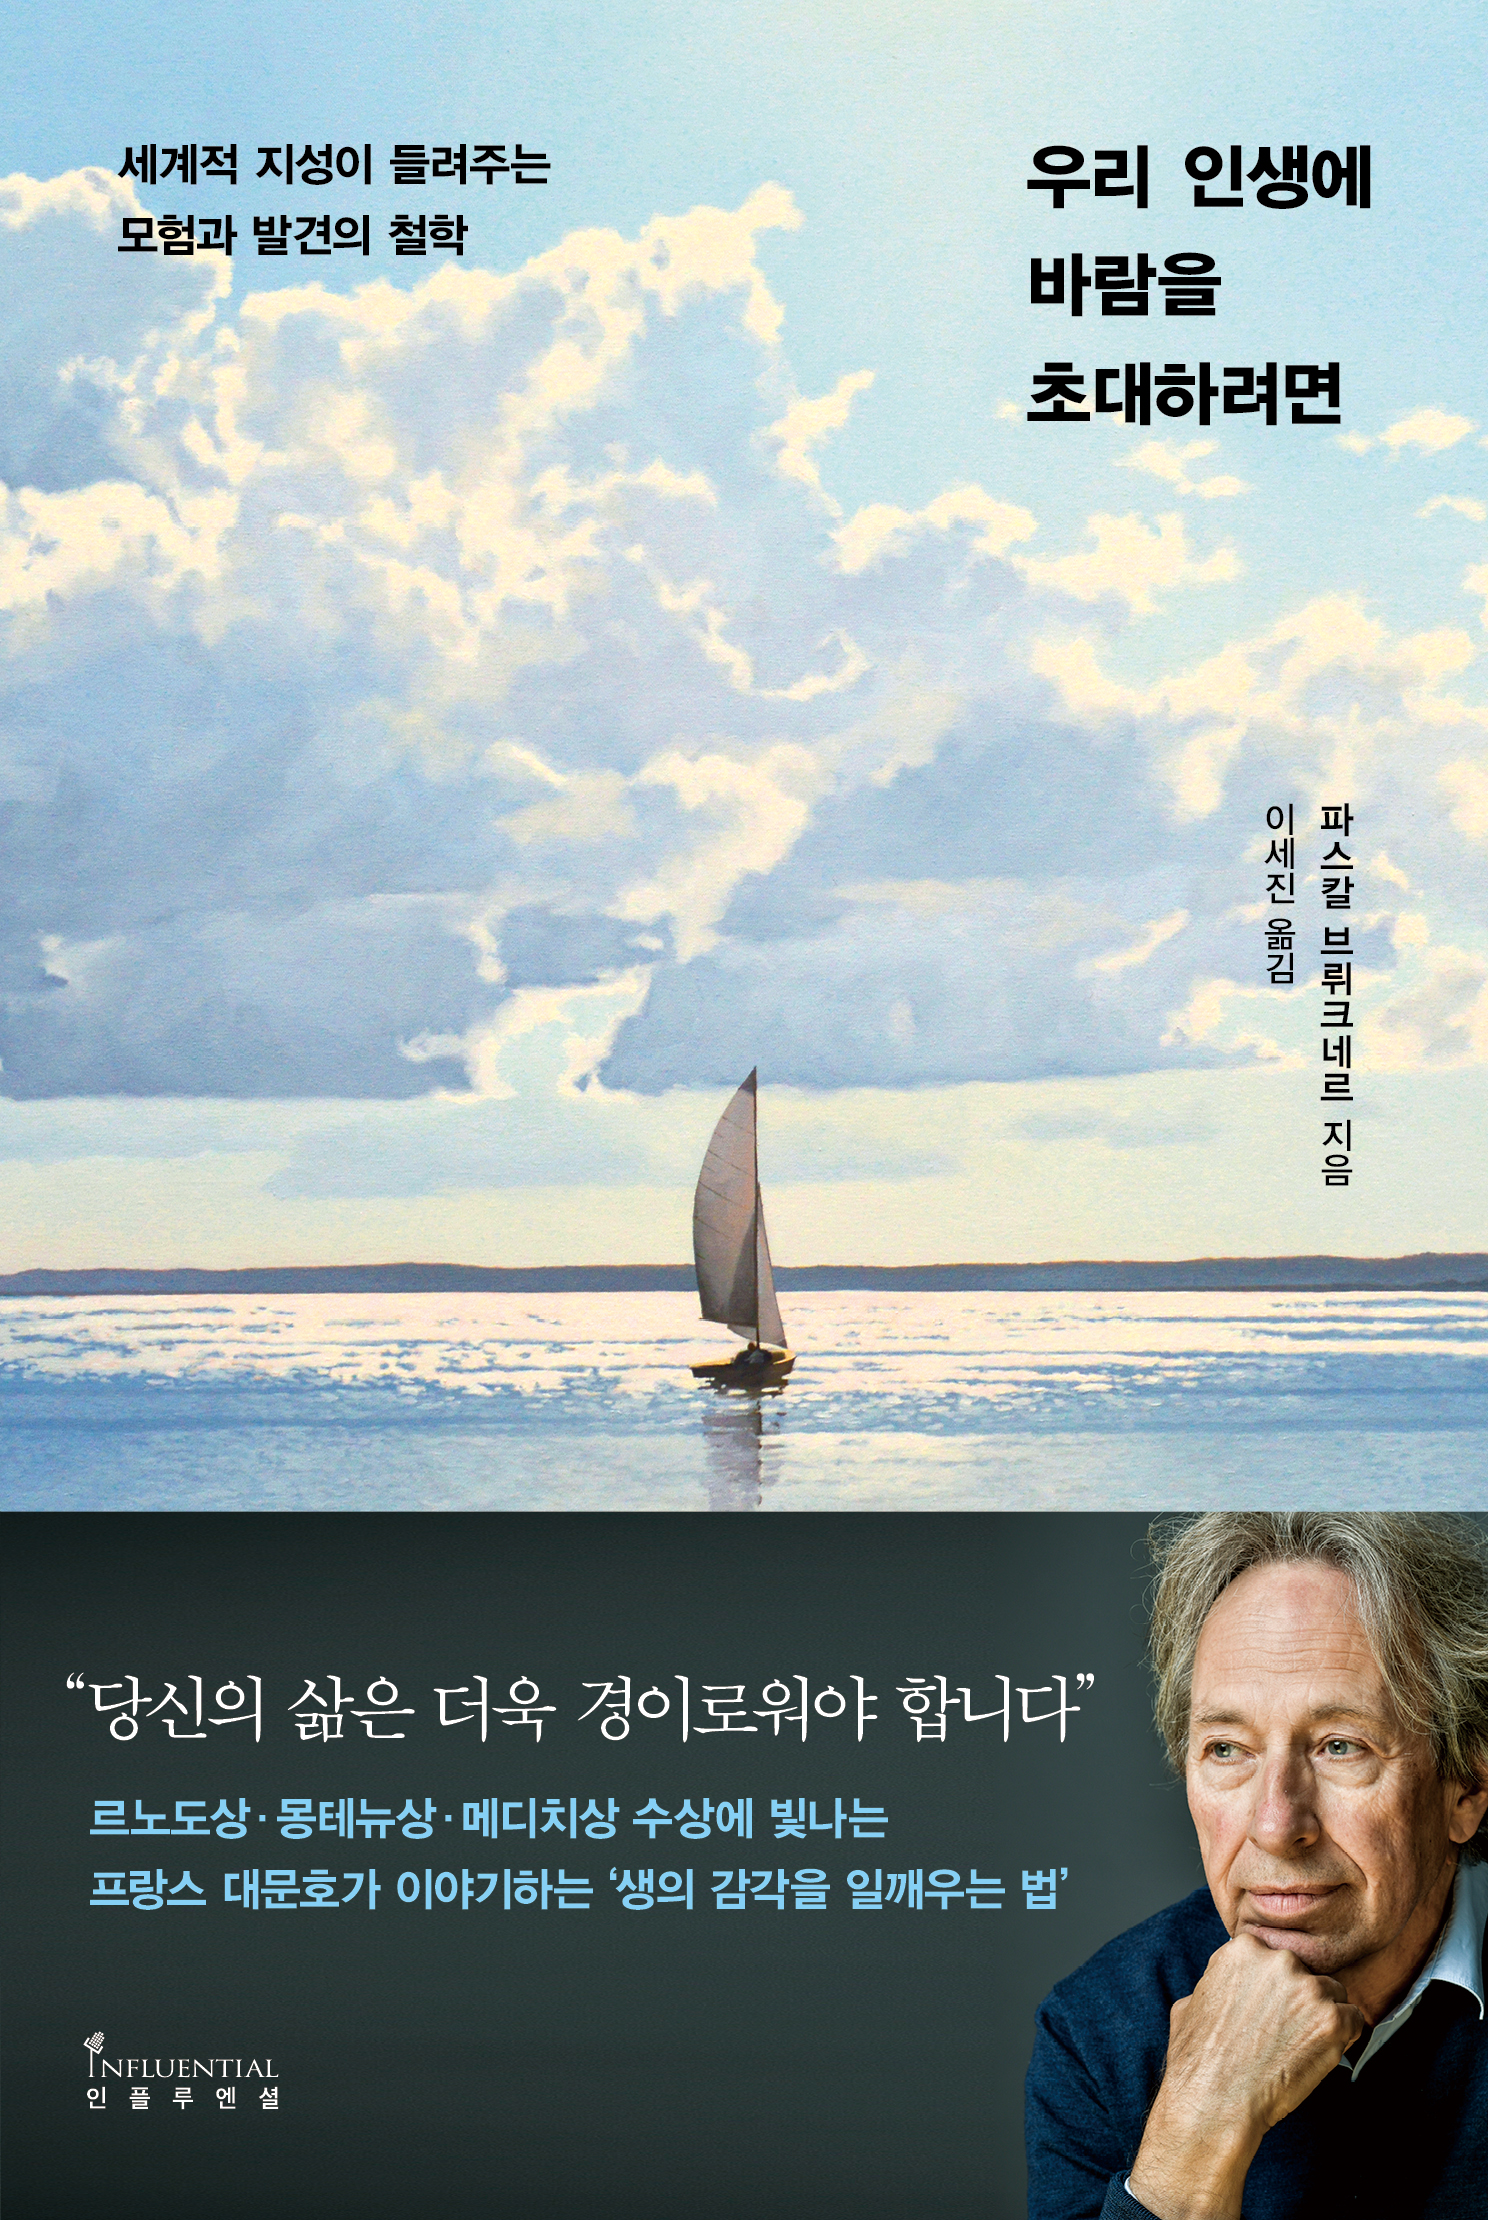 세계적 지성이 들려주는
모험과 발견의 철학
우리 인생에
바람을
초대하려면
파스칼 브뤼크네르 지음
이세진 옮김
“당신의 삶은 더욱 경이로워야 합니다”
르노도상·몽테뉴상·메디치상 수상에 빛나는
프랑스 대문호가 이야기하는 ‘생의 감각을 일깨우는 법’
INFLUENTIAL
인플루엔셜